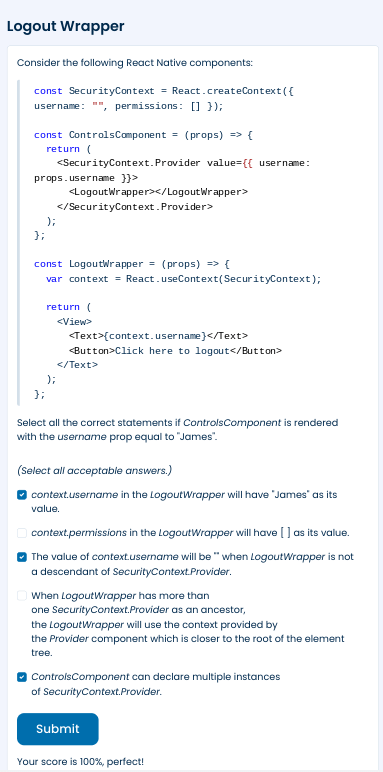 Logout Wrapper
Consider the following React Native components:
const SecurityContext = React.createContext({
username: "", permissions: [] });
const ControlsComponent = (props) => {
return (
<SecurityContext.Provider value={{ username:
props.username }}>
<LogoutWrapper></LogoutWrapper>
</SecurityContext.Provider>
);
};
const LogoutWrapper = (props) => {
var context = React.useContext(SecurityContext);
return (
<View>
<Text>{context.username}</Text>
<Button>Click here to logout</Button>
</Text>
);
};
Select all the correct statements if ControlsComponent is rendered
with the username prop equal to "James".
(Select all acceptable answers.)
context.username in the LogoutWrapper will have "James" as its
value.
context.permissions in the LogoutWrapper will have [ ] as its value.
The value of context.username will be "" when LogoutWrapper is not
a descendant of SecurityContext.Provider.
When LogoutWrapper has more than
one SecurityContext.Provider as an ancestor,
the LogoutWrapper will use the context provided by
the Provider component which is closer to the root of the element
tree.
ControlsComponent can declare multiple instances
of SecurityContext.Provider.
Submit
Your score is 100%, perfect!